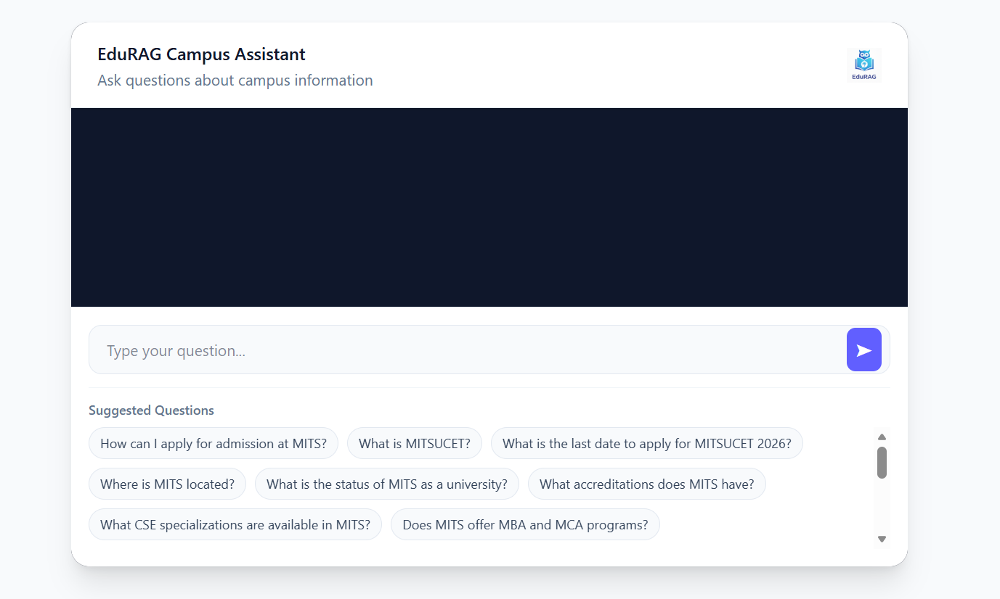 EduRAG Campus Assistant
Ask questions about campus information
EduRAG
Type your question...
Suggested Questions
How can I apply for admission at MITS?
What is MITSUCET?
What is the last date to apply for MITSUCET 2026?
Where is MITS located?
What is the status of MITS as a university?
What accreditations does MITS have?
What CSE specializations are available in MITS?
Does MITS offer MBA and MCA programs?